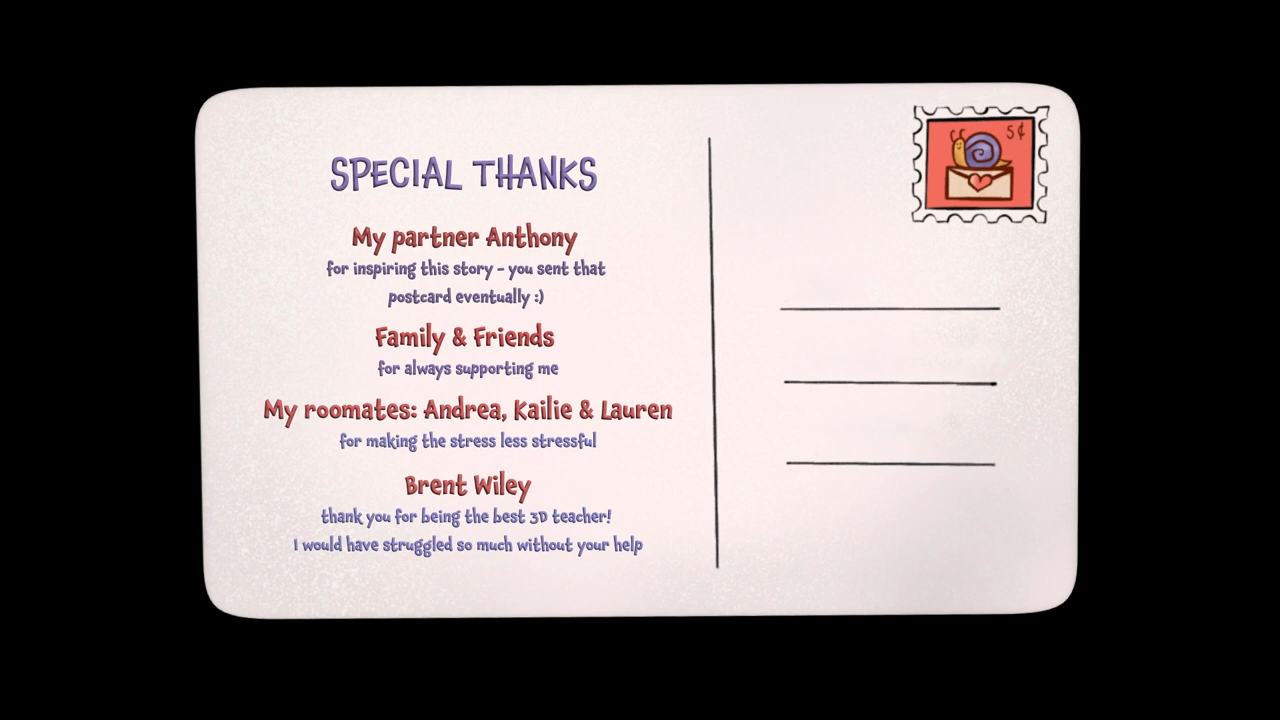 SPECIAL THANKS
My partner Anthony
for inspiring this story - you sent that
postcard eventually :)
Family & Friends
for always supporting me
My roomates: Andrea, Kailie & Lauren
for making the stress less stressful
Brent Wiley
thank you for being the best 3D teacher!
I would have struggled so much without your help
5¢